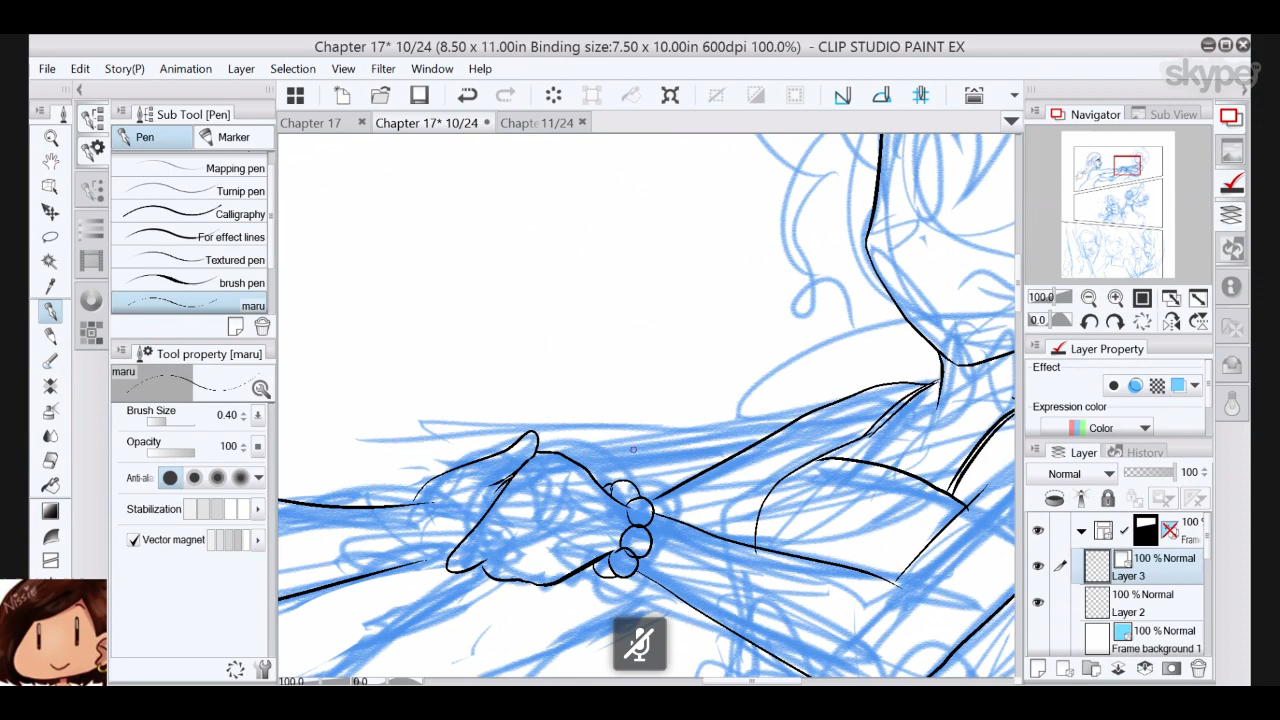 Chapter 17* 10/24 (8.50 x 11.00in Binding size:7.50 x 10.00in 600dpi 100.0%) - CLIP STUDIO PAINT EX
skype
File Edit Story(P) Animation Layer Selection View Filter Window Help
Sub Tool [Pen]
Pen Marker
Mapping pen
Turnip pen
Calligraphy
For effect lines
Textured pen
brush pen
maru
Tool property [maru]
maru
Brush Size 0.40
Opacity 100
Anti-ali
Stabilization
Vector magnet
Nissie
Chapter 17 Chapter 17* 10/24 Chapte 11/24
100.0 0.0
Navigator Sub View
100.0
0.0
Layer Property
Effect
Expression color
Color
Layer History
Normal 100
100
Fram
100 % Normal
Layer 3
100 % Normal
Layer 2
100 % Normal
Frame background 1